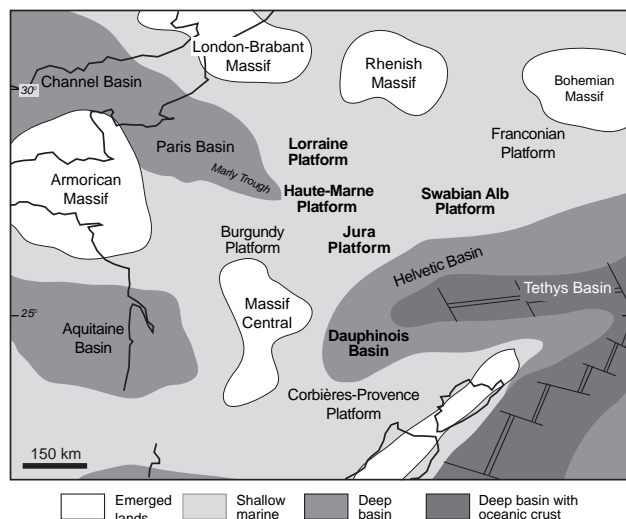 London-Brabant
Massif
Rhenish
Massif
Bohemian
Massif
Channel Basin
30°
Franconian
Platform
Paris Basin
Lorraine
Platform
Marly Trough
Armorican
Massif
Haute-Marne
Platform
Swabian Alb
Platform
Burgundy
Platform
Jura
Platform
Helvetic Basin
Tethys Basin
25°
Massif
Central
Aquitaine
Basin
Dauphinois
Basin
Corbières-Provence
Platform
150 km
Emerged
lands
Shallow
marine
Deep
basin
Deep basin with
oceanic crust